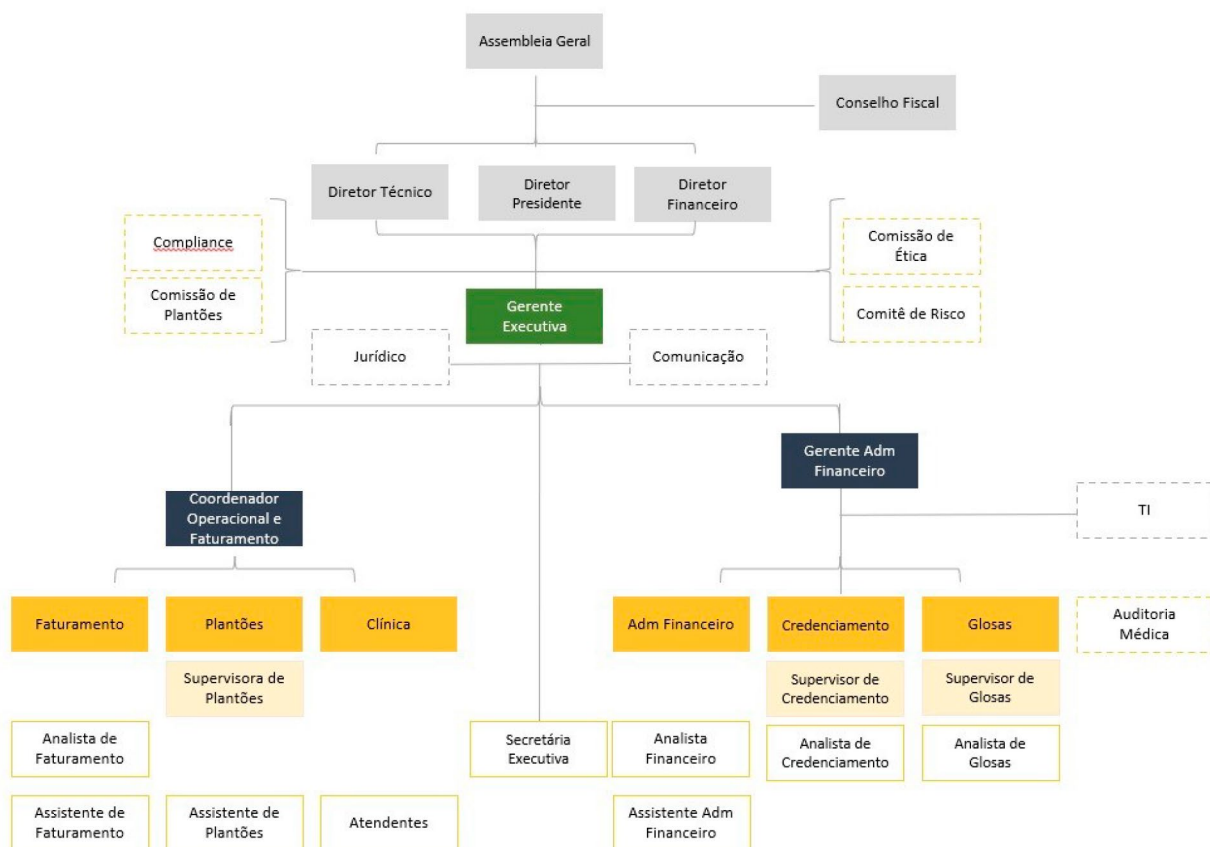 Assembleia Geral
Conselho Fiscal
Diretor Técnico
Diretor
Presidente
Diretor
Financeiro
Compliance
Comissão de
Plantões
Comissão de
Ética
Comitê de Risco
Gerente
Executiva
Jurídico
Comunicação
Gerente Adm
Financeiro
Coordenador
Operacional e
Faturamento
TI
Faturamento
Plantões
Clínica
Adm Financeiro
Credenciamento
Glosas
Auditoria
Médica
Supervisora de
Plantões
Supervisor de
Credenciamento
Supervisor de
Glosas
Analista de
Faturamento
Secretária
Executiva
Analista
Financeiro
Analista de
Credenciamento
Analista de
Glosas
Assistente de
Faturamento
Assistente de
Plantões
Atendentes
Assistente Adm
Financeiro